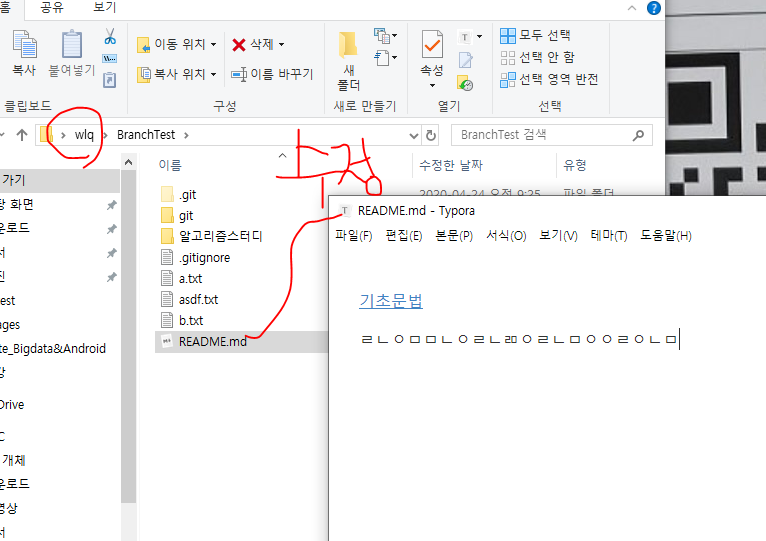 홈 공유 보기
복사 붙여넣기 이동 위치 복사 위치 삭제 이름 바꾸기 새 폴더 속성 모두 선택 선택 안 함 선택 영역 반전
클립보드 구성 새로 만들기 열기 선택
wlq > BranchTest > BranchTest 검색
수정
이름 수정한 날짜 유형
가기
.git 2020-04-24 오전 9:25 파일 폴더
git
알고리즘스터디
.gitignore
a.txt
asdf.txt
b.txt
README.md
탕 화면
운로드
서
진
est
ages
te_Bigdata&Android
강
Drive
C
개체
운로드
영상
서
README.md - Typora
파일(F) 편집(E) 본문(P) 서식(O) 보기(V) 테마(T) 도움말(H)
기초문법
ㄹㄴㅇㅁㅁㄴㅇㄹㄴㄻㅇㄹㄴㅁㅇㅇㄹㅇㄴㅁ